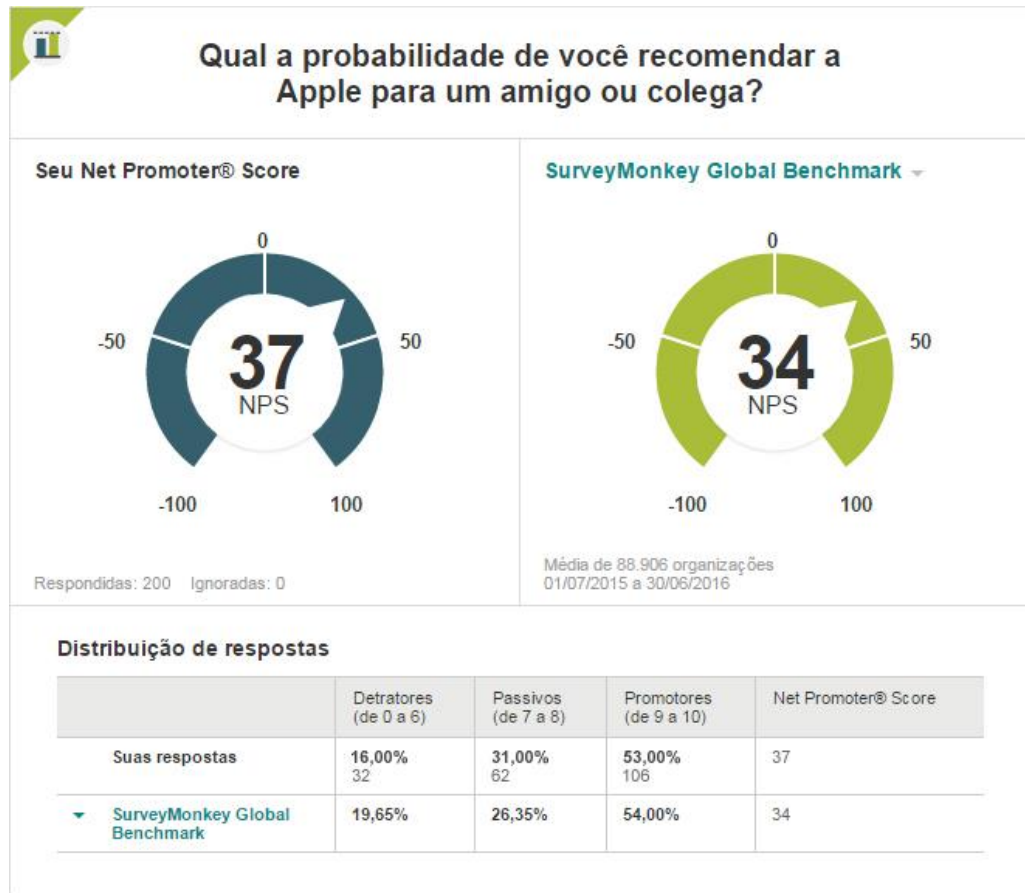 Qual a probabilidade de você recomendar a
Apple para um amigo ou colega?
Seu Net Promoter® Score
0
-50
50
37
NPS
-100
100
Respondidas: 200 Ignoradas: 0
SurveyMonkey Global Benchmark
0
-50
50
34
NPS
-100
100
Média de 88.906 organizações
01/07/2015 a 30/06/2016
Distribuição de respostas
Detratores
(de 0 a 6)
Passivos
(de 7 a 8)
Promotores
(de 9 a 10)
Net Promoter® Score
Suas respostas
16,00%
32
31,00%
62
53,00%
106
37
SurveyMonkey Global
Benchmark
19,65%
26,35%
54,00%
34